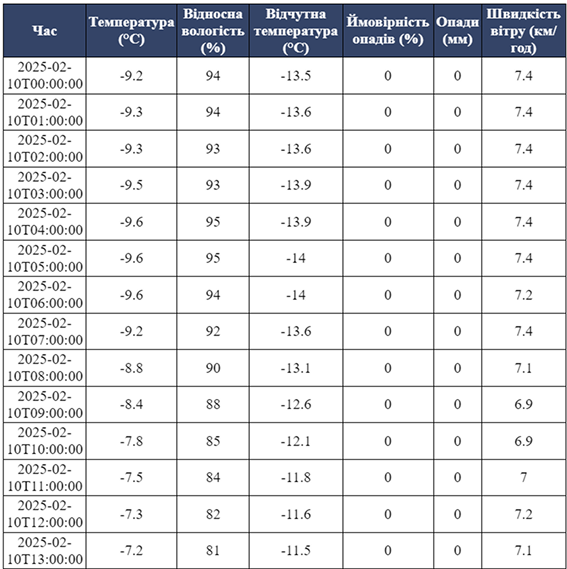 Час Температура (°C) Відносна вологість (%) Відчутна температура (°C) Ймовірність опадів (%) Опади (мм) Швидкість вітру (км/год)
2025-02-10T00:00:00 -9.2 94 -13.5 0 0 7.4
2025-02-10T01:00:00 -9.3 94 -13.6 0 0 7.4
2025-02-10T02:00:00 -9.3 93 -13.6 0 0 7.4
2025-02-10T03:00:00 -9.5 93 -13.9 0 0 7.4
2025-02-10T04:00:00 -9.6 95 -13.9 0 0 7.4
2025-02-10T05:00:00 -9.6 95 -14 0 0 7.4
2025-02-10T06:00:00 -9.6 94 -14 0 0 7.2
2025-02-10T07:00:00 -9.2 92 -13.6 0 0 7.4
2025-02-10T08:00:00 -8.8 90 -13.1 0 0 7.1
2025-02-10T09:00:00 -8.4 88 -12.6 0 0 6.9
2025-02-10T10:00:00 -7.8 85 -12.1 0 0 6.9
2025-02-10T11:00:00 -7.5 84 -11.8 0 0 7
2025-02-10T12:00:00 -7.3 82 -11.6 0 0 7.2
2025-02-10T13:00:00 -7.2 81 -11.5 0 0 7.1